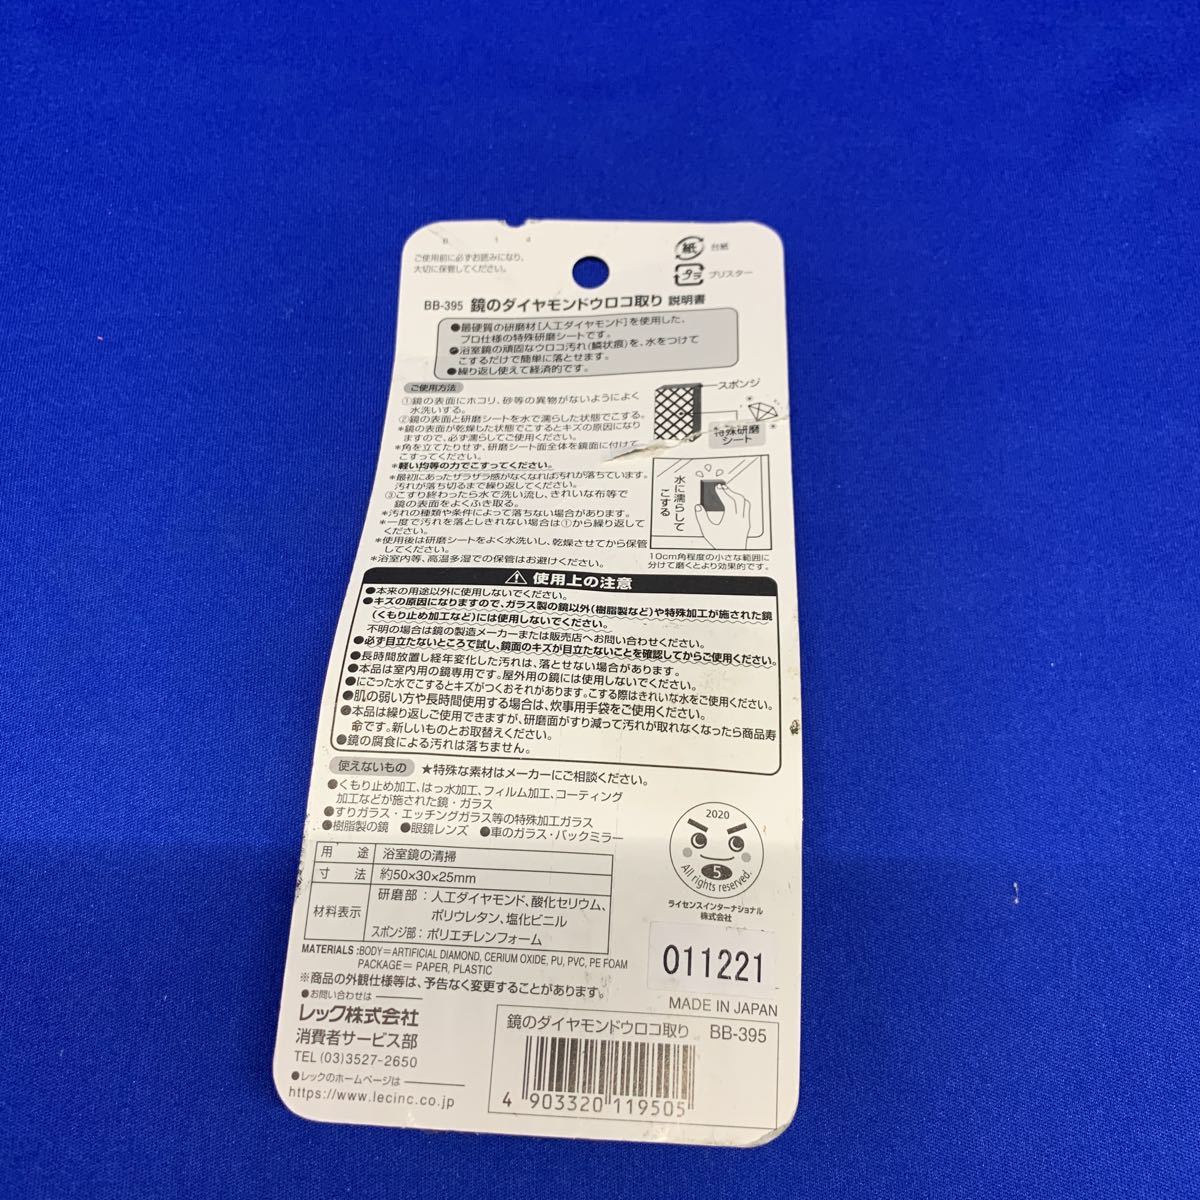 ご使用前に必ずお読みになり、
大切に保管してください。
紙 台紙
プラ ブリスター
BB-395 鏡のダイヤモンドウロコ取り 説明書
●最硬質の研磨材[人工ダイヤモンド]を使用した、
プロ仕様の特殊研磨シートです。
●浴室鏡の頑固なウロコ汚れ(鱗状痕)を、水をつけて
こするだけで簡単に落とせます。
●繰り返し使えて経済的です。
ご使用方法
①鏡の表面にホコリ、砂等の異物がないようによく
水洗いする。
②鏡の表面と研磨シートを水で濡らした状態でこする。
*鏡の表面が乾燥した状態でこするとキズの原因になり
ますので、必ず濡らしてご使用ください。
*角を立てたりせず、研磨シート面全体を鏡面に付けて
こすってください。
*軽い均等の力でこすってください。
*最初にあったザラザラ感がなくなれば汚れが落ちています。
汚れが落ち切るまで繰り返してください。
③こすり終わったら水で洗い流し、きれいな布等で
鏡の表面をよくふき取る。
*汚れの種類や条件によって落ちない場合があります。
*一度で汚れを落としきれない場合は①から繰り返して
ください。
*使用後は研磨シートをよく水洗いし、乾燥させてから保管
してください。
*浴室内等、高温多湿での保管はお避けください。
スポンジ
特殊研磨
シート
水に濡らして
こする
10cm角程度の小さな範囲に
分けて磨くとより効果的です。
使用上の注意
●本来の用途以外に使用しないでください。
●キズの原因になりますので、ガラス製の鏡以外(樹脂製など)や特殊加工が施された鏡
(くもり止め加工など)には使用しないでください。
不明の場合は鏡の製造メーカーまたは販売店へお問い合わせください。
●必ず目立たないところで試し、鏡面のキズが目立たないことを確認してからご使用ください。
●長時間放置し経年変化した汚れは、落とせない場合があります。
●本品は室内用の鏡専用です。屋外用の鏡には使用しないでください。
●にごった水でこするとキズがつくおそれがあります。こする際はきれいな水をご使用ください。
●肌の弱い方や長時間使用する場合は、炊事用手袋をご使用ください。
●本品は繰り返しご使用できますが、研磨面がすり減って汚れが取れなくなったら商品寿
命です。新しいものとお取替えください。
●鏡の腐食による汚れは落ちません。
使えないもの ★特殊な素材はメーカーにご相談ください。
●くもり止め加工、はっ水加工、フィルム加工、コーティング
加工などが施された鏡・ガラス
●すりガラス・エッチングガラス等の特殊加工ガラス
●樹脂製の鏡 ●眼鏡レンズ ●車のガラス・バックミラー
用途 浴室鏡の清掃
寸法 約50×30×25mm
材料表示 研磨部:人工ダイヤモンド、酸化セリウム、
ポリウレタン、塩化ビニル
スポンジ部:ポリエチレンフォーム
2020
5
All rights reserved.
ライセンスインターナショナル
株式会社
MATERIALS:BODY=ARTIFICIAL DIAMOND, CERIUM OXIDE, PU, PVC, PE FOAM
PACKAGE= PAPER, PLASTIC
※商品の外観仕様等は、予告なく変更することがあります。
011221
MADE IN JAPAN
●お問い合わせは
レック株式会社
消費者サービス部
TEL (03)3527-2650
●レックのホームページは
https://www.lecinc.co.jp
鏡のダイヤモンドウロコ取り BB-395
4 903320 119505